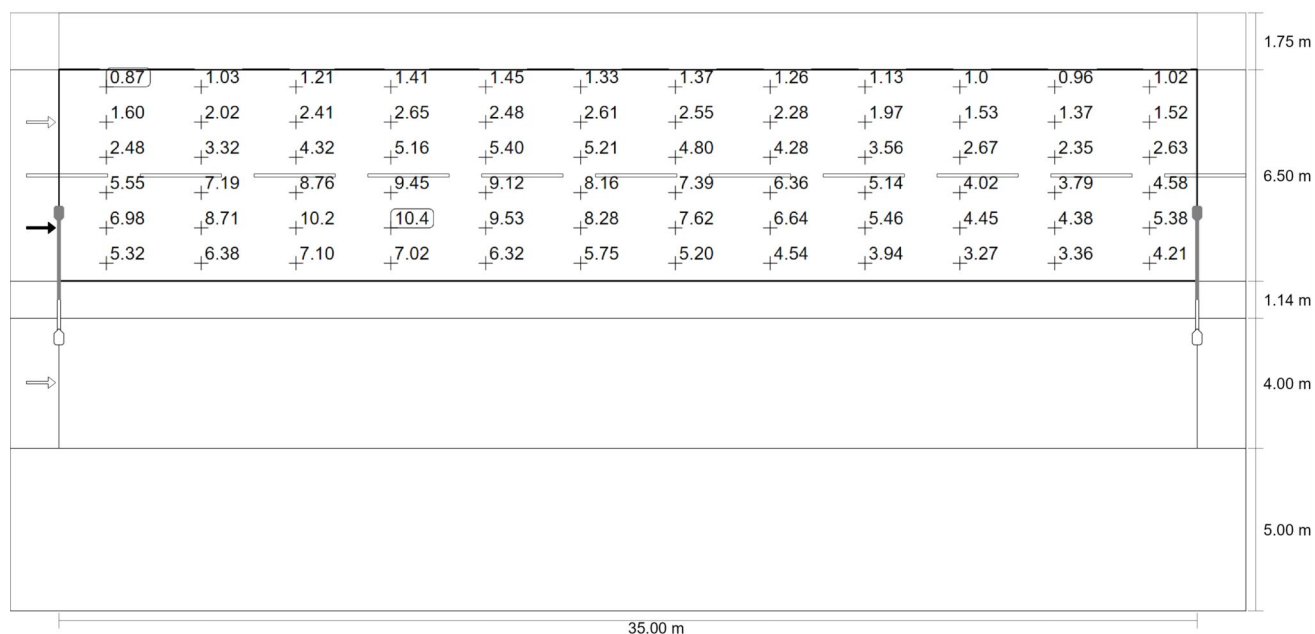 1.75 m
0.87 1.03 1.21 1.41 1.45 1.33 1.37 1.26 1.13 1.0 0.96 1.02
1.60 2.02 2.41 2.65 2.48 2.61 2.55 2.28 1.97 1.53 1.37 1.52
2.48 3.32 4.32 5.16 5.40 5.21 4.80 4.28 3.56 2.67 2.35 2.63
6.50 m
5.55 7.19 8.76 9.45 9.12 8.16 7.39 6.36 5.14 4.02 3.79 4.58
6.98 8.71 10.2 10.4 9.53 8.28 7.62 6.64 5.46 4.45 4.38 5.38
5.32 6.38 7.10 7.02 6.32 5.75 5.20 4.54 3.94 3.27 3.36 4.21
1.14 m
4.00 m
5.00 m
35.00 m